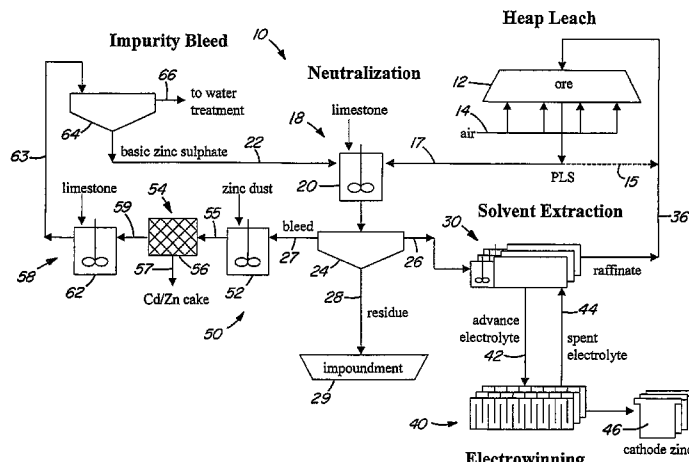 Heap Leach
Impurity Bleed
10
66
to water
treatment
64
Neutralization
limestone
18
12
ore
14
air
basic zinc sulphate
22
17
PLS
15
63
20
36
limestone
59
54
55
zinc dust
bleed
27
24
26
Solvent Extraction
30
raffinate
58
62
57
56
Cd/Zn cake
52
50
28
residue
impoundment
29
advance
electrolyte
42
44
spent
electrolyte
40
46
cathode zinc
Electrowinning